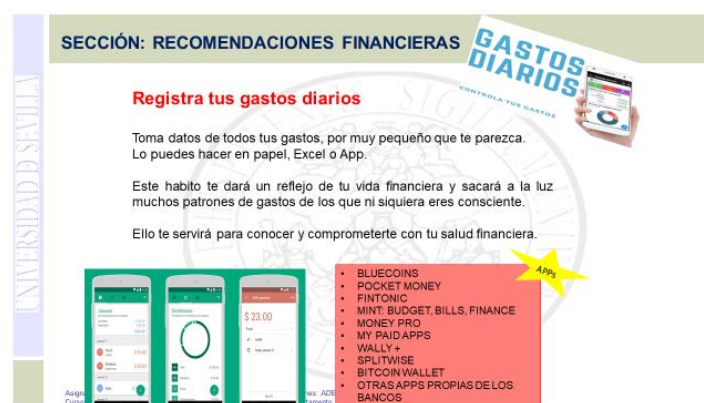 SECCIÓN: RECOMENDACIONES FINANCIERAS
GASTOS
DIARIOS
CONTROLA TUS GASTOS
Registra tus gastos diarios
Toma datos de todos tus gastos, por muy pequeño que te parezca.
Lo puedes hacer en papel, Excel o App.
Este habito te dará un reflejo de tu vida financiera y sacará a la luz
muchos patrones de gastos de los que ni siquiera eres consciente.
Ello te servirá para conocer y comprometerte con tu salud financiera.
UNIVERSIDAD D SEVILLA
APPs
• BLUECOINS
• POCKET MONEY
• FINTONIC
• MINT: BUDGET, BILLS, FINANCE
• MONEY PRO
• MY PAID APPS
• WALLY +
• SPLITWISE
• BITCOIN WALLET
• OTRAS APPS PROPIAS DE LOS
BANCOS
$ 23.00